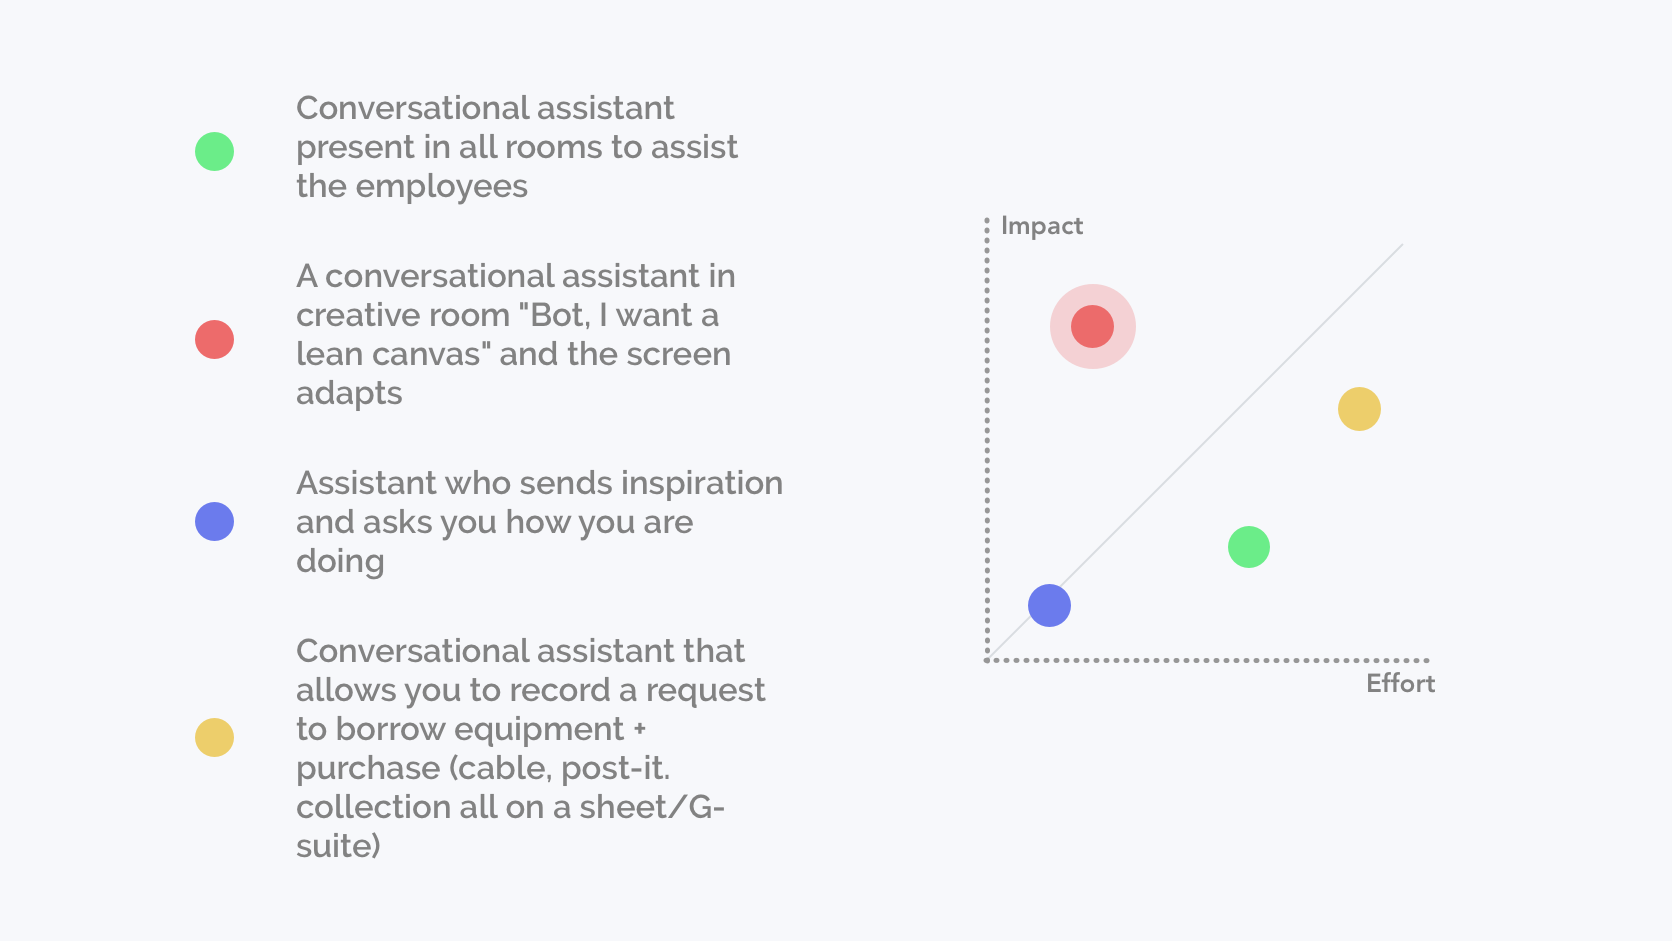 Conversational assistant
present in all rooms to assist
the employees
A conversational assistant in
creative room "Bot, I want a
lean canvas" and the screen
adapts
Assistant who sends inspiration
and asks you how you are
doing
Conversational assistant that
allows you to record a request
to borrow equipment +
purchase (cable, post-it.
collection all on a sheet/G-
suite)
Impact
Effort